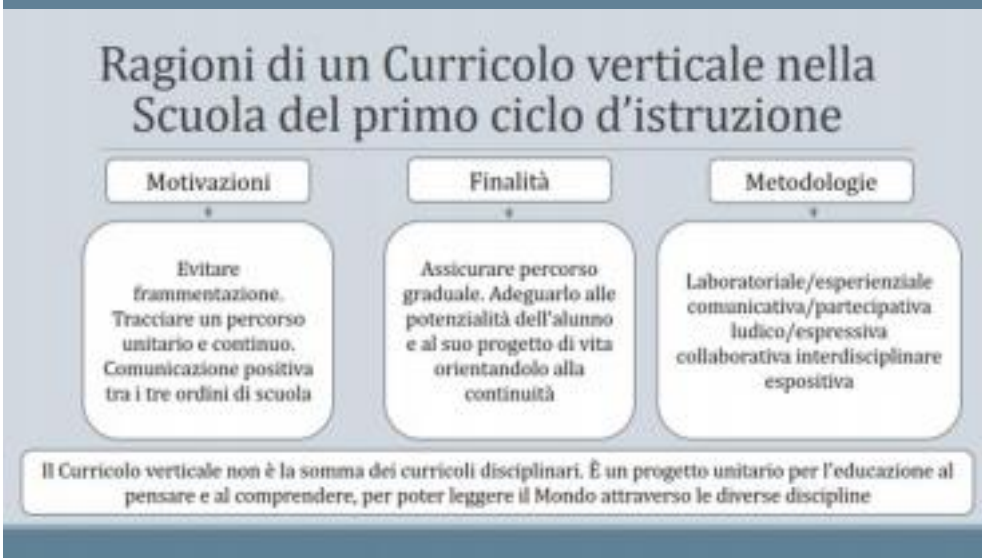 Ragioni di un Curricolo verticale nella
Scuola del primo ciclo d'istruzione
Motivazioni
Evitare
frammentazione.
Tracciare un percorso
unitario e continuo.
Comunicazione positiva
tra i tre ordini di scuola
Finalità
Assicurare percorso
graduale. Adeguarlo alle
potenzialità dell'alunno
e al suo progetto di vita
orientandolo alla
continuità
Metodologie
Laboratoriale/esperienziale
comunicativa/partecipativa
ludico/espressiva
collaborativa interdisciplinare
espositiva
Il Curricolo verticale non è la somma dei curricoli disciplinari. È un progetto unitario per l'educazione al
pensare e al comprendere, per poter leggere il Mondo attraverso le diverse discipline